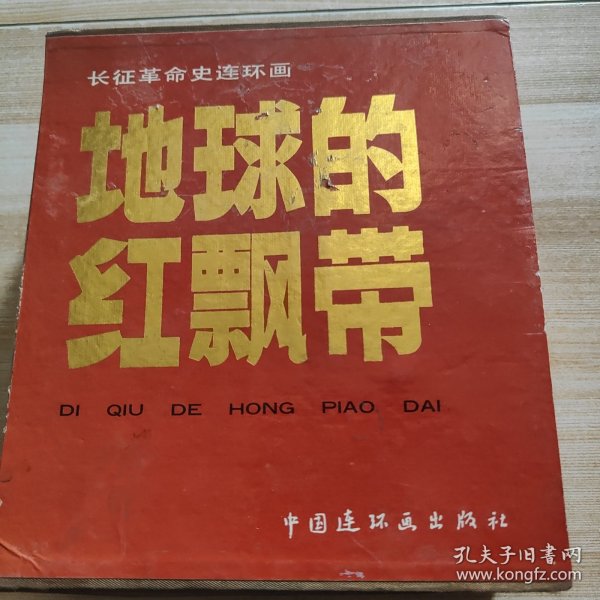 长征革命史连环画
地球的
红飘带
DI QIU DE HONG PIAO DAI
中国连环画出版社
孔夫子旧书网
www.kongfz.com